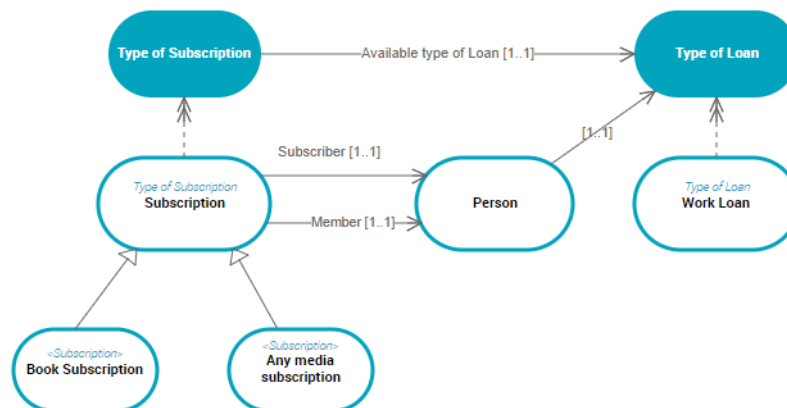 Type of Subscription
Available type of Loan [1..1]
Type of Loan
[1..1]
Subscriber [1..1]
Type of Subscription
Subscription
Person
Type of Loan
Work Loan
Member [1..1]
<Subscription>
Book Subscription
<Subscription>
Any media
subscription